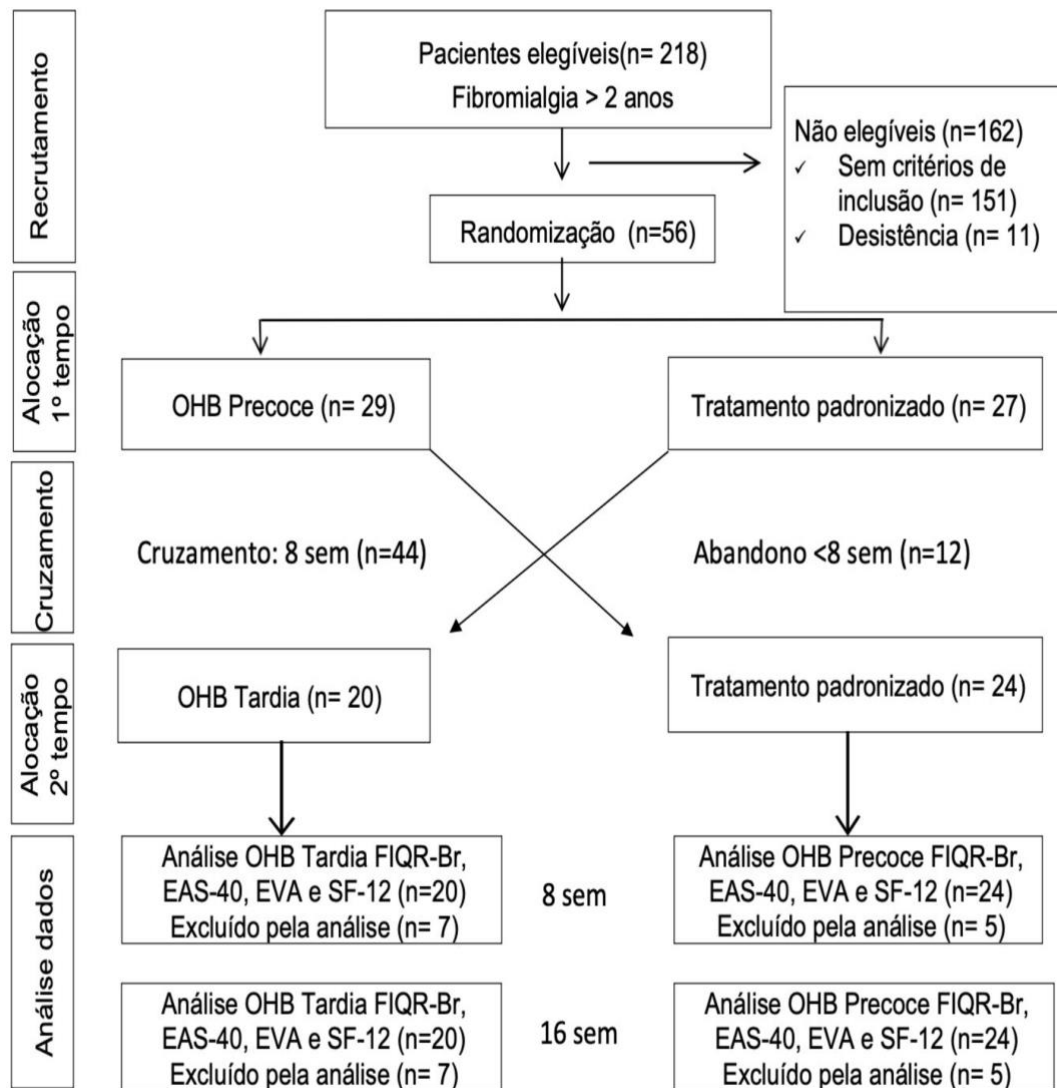 Recrutamento
Pacientes elegíveis(n= 218)
Fibromialgia > 2 anos
Não elegíveis (n=162)
✓ Sem critérios de
inclusão (n= 151)
✓ Desistência (n= 11)
Randomização (n=56)
Alocação
1º tempo
OHB Precoce (n= 29)
Tratamento padronizado (n= 27)
Cruzamento
Cruzamento: 8 sem (n=44)
Abandono <8 sem (n=12)
Alocação
2º tempo
OHB Tardia (n= 20)
Tratamento padronizado (n= 24)
Análise dados
Análise OHB Tardia FIQR-Br,
EAS-40, EVA e SF-12 (n=20)
Excluído pela análise (n= 7)
8 sem
Análise OHB Precoce FIQR-Br,
EAS-40, EVA e SF-12 (n=24)
Excluído pela análise (n= 5)
Análise OHB Tardia FIQR-Br,
EAS-40, EVA e SF-12 (n=20)
Excluído pela análise (n= 7)
16 sem
Análise OHB Precoce FIQR-Br,
EAS-40, EVA e SF-12 (n=24)
Excluído pela análise (n= 5)